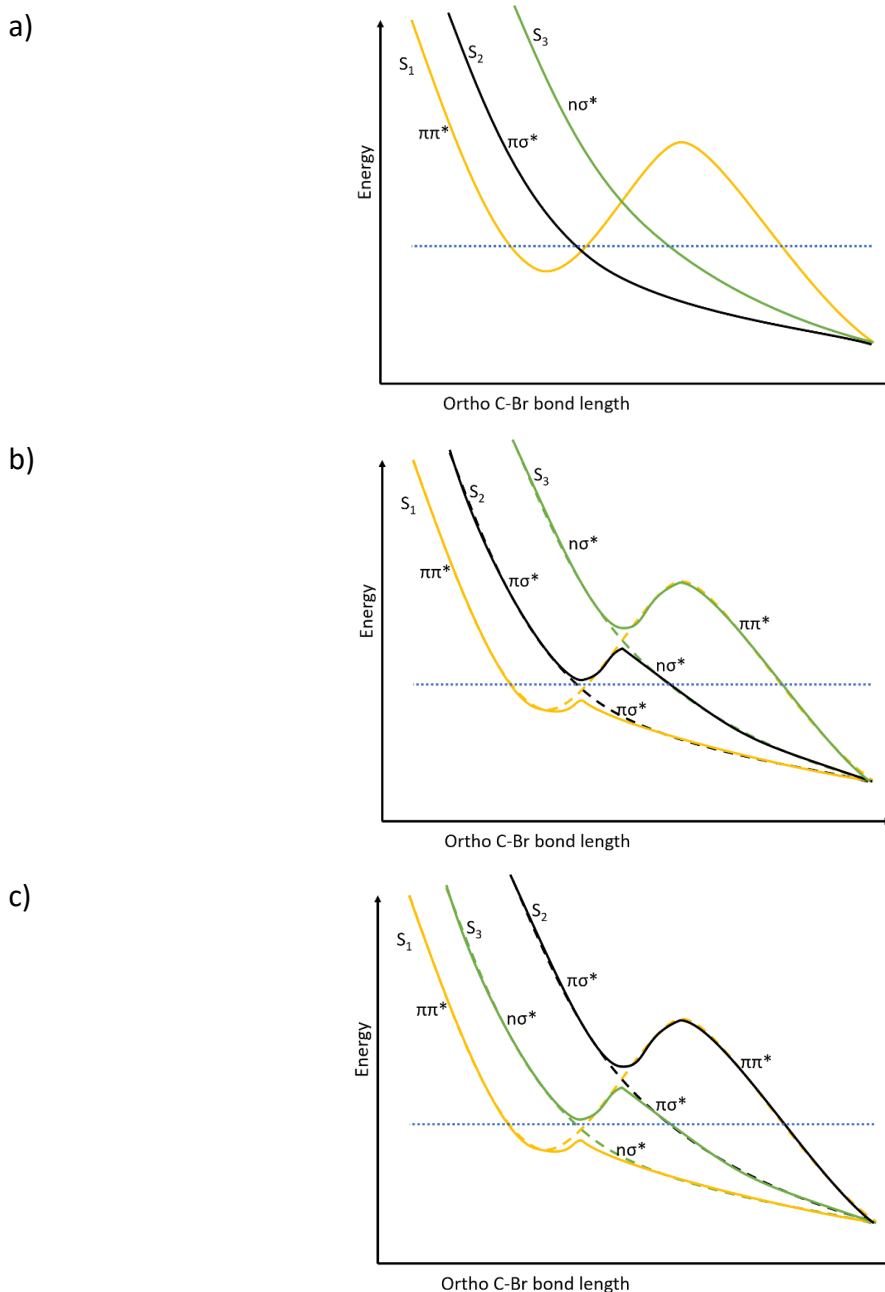 a)
S₁
S₂
S₃
ππ*
πσ*
nσ*
Energy
Ortho C-Br bond length
b)
S₁
S₂
S₃
ππ*
πσ*
nσ*
ππ*
nσ*
πσ*
Energy
Ortho C-Br bond length
c)
S₁
S₃
S₂
ππ*
nσ*
πσ*
ππ*
πσ*
nσ*
Energy
Ortho C-Br bond length